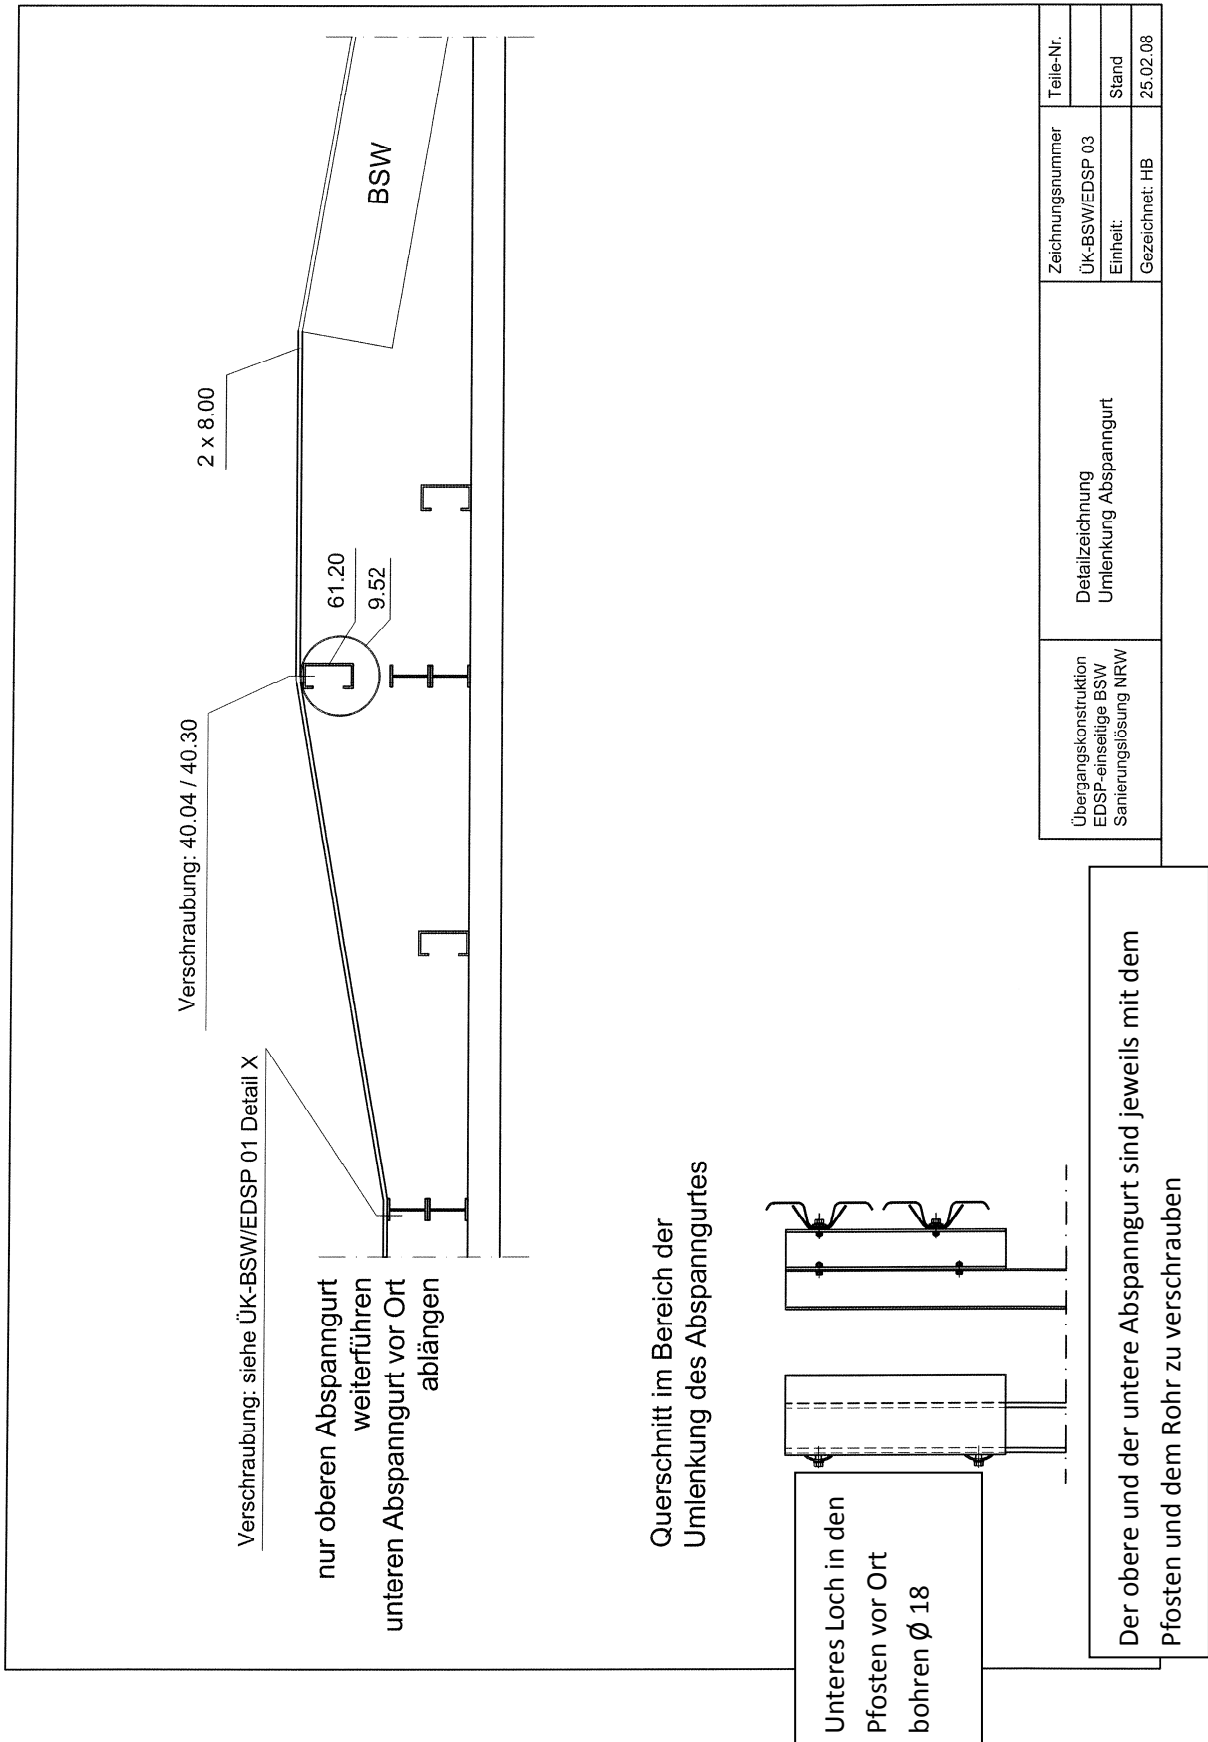 Verschraubung: siehe ÜK-BSW/EDSP 01 Detail X
Verschraubung: 40.04 / 40.30
2 x 8.00
61.20
9.52
BSW
nur oberen Abspanngurt
weiterführen
unteren Abspanngurt vor Ort
ablängen
Querschnitt im Bereich der
Umlenkung des Abspanngurtes
Unteres Loch in den
Pfosten vor Ort
bohren Ø 18
Übergangskonstruktion
EDSP-einseitige BSW
Sanierungslösung NRW
Detailzeichnung
Umlenkung Abspanngurt
Zeichnungsnummer
Teile-Nr.
ÜK-BSW/EDSP 03
Einheit:
Stand
Gezeichnet: HB
25.02.08
Der obere und der untere Abspanngurt sind jeweils mit dem
Pfosten und dem Rohr zu verschrauben